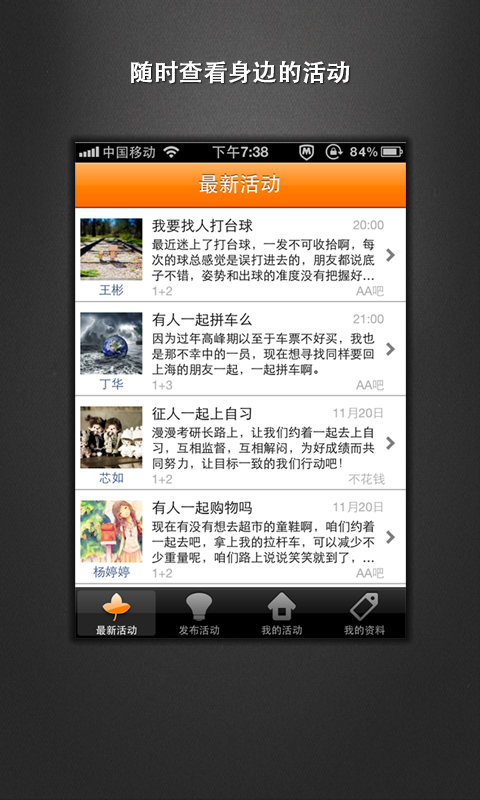 随时查看身边的活动
中国移动 下午7:38 84%
最新活动
我要找人打台球 20:00
最近迷上了打台球，一发不可收拾啊，每
次的球总感觉是误打进去的，朋友都说底
子不错，姿势和出球的准度没有把握好...
王彬 1+2 AA吧
有人一起拼车么 21:00
因为过年高峰期以至于车票不好买，我也
是那不幸中的一员，现在想寻找同样要回
上海的朋友一起，一起拼车啊。
丁华 1+3 AA吧
征人一起上自习 11月20日
漫漫考研长路上，让我们约着一起去上自
习，互相监督，互相解闷，为好成绩而共
同努力，让目标一致的我们行动吧！
芯如 1+2 不花钱
有人一起购物吗 11月20日
现在有没有想去超市的童鞋啊，咱们约着
一起去吧，拿上我的拉杆车，可以减少不
少重量呢，咱们路上说说笑笑就到了，...
杨婷婷 1+2 AA吧
最新活动 发布活动 我的活动 我的资料